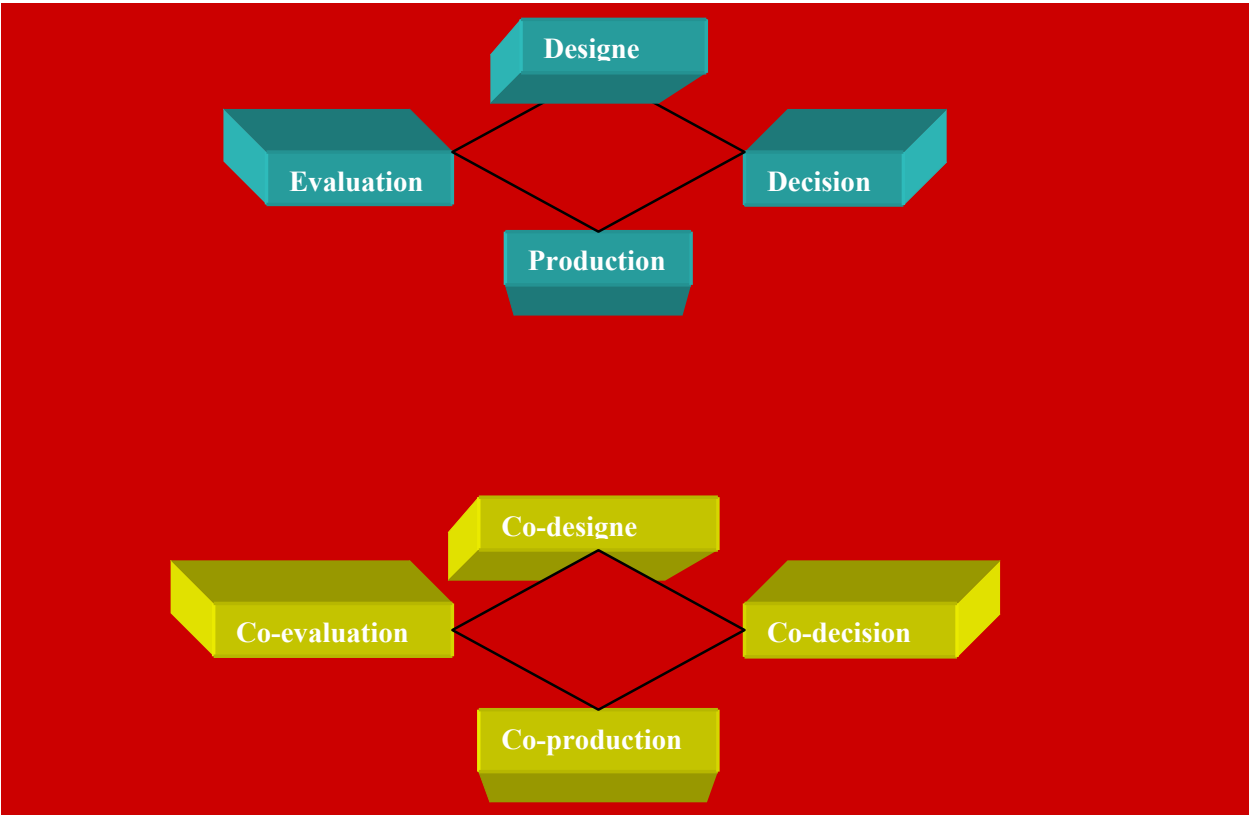 Designe
Evaluation
Decision
Production
Co-designe
Co-evaluation
Co-decision
Co-production